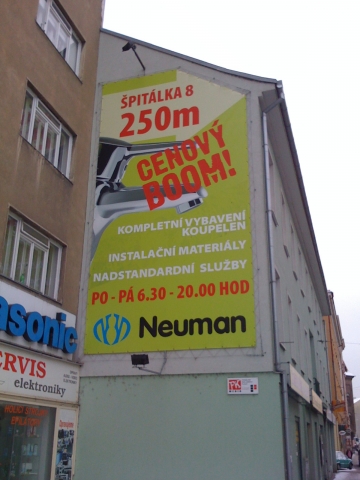 ŠPITÁLKA 8
250m
CENOVÝ
BOOM!
KOMPLETNÍ VYBAVENÍ
KOUPELEN
INSTALAČNÍ MATERIÁLY
NADSTANDARDNÍ SLUŽBY
PO - PÁ 6.30 - 20.00 HOD
Neuman
asonic
ERVIS
elektroniky